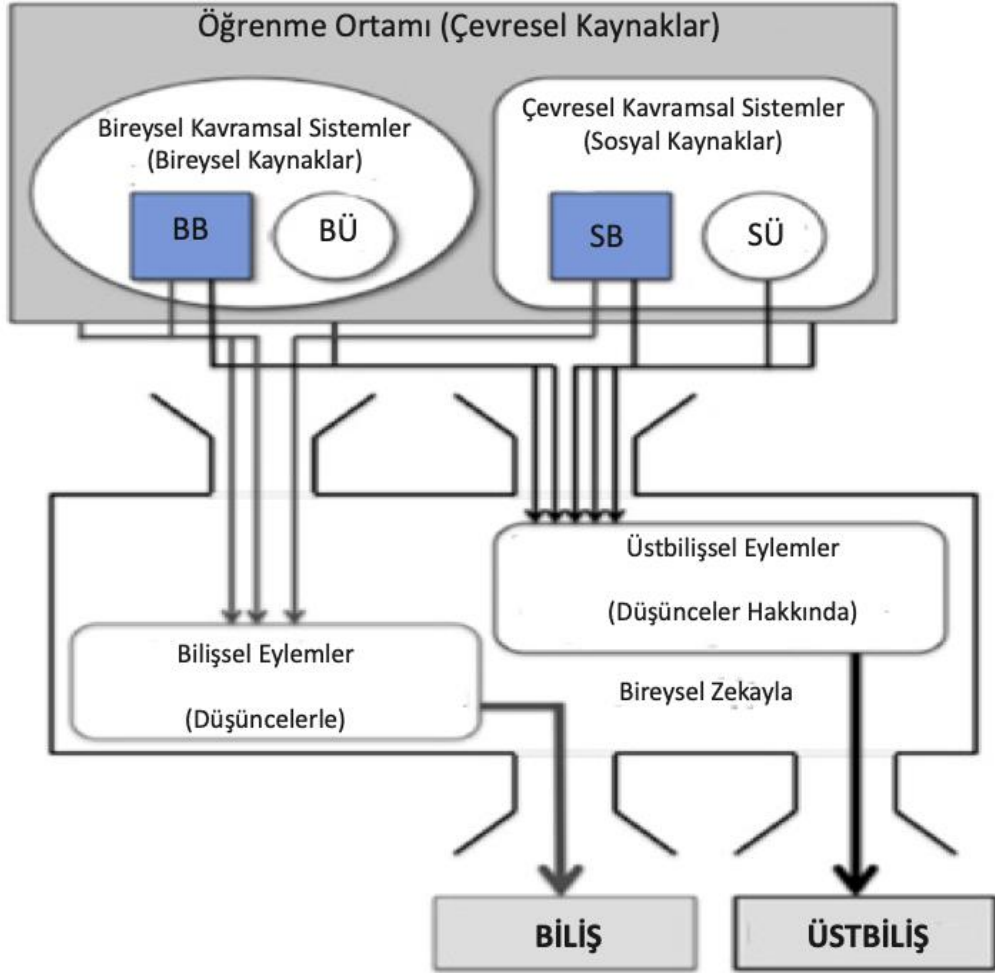 Öğrenme Ortamı (Çevresel Kaynaklar)
Bireysel Kavramsal Sistemler
(Bireysel Kaynaklar)
BB
BÜ
Çevresel Kavramsal Sistemler
(Sosyal Kaynaklar)
SB
SÜ
Üstbilişsel Eylemler
(Düşünceler Hakkında)
Bilişsel Eylemler
(Düşüncelerle)
Bireysel Zekayla
BİLİŞ
ÜSTBİLİŞ